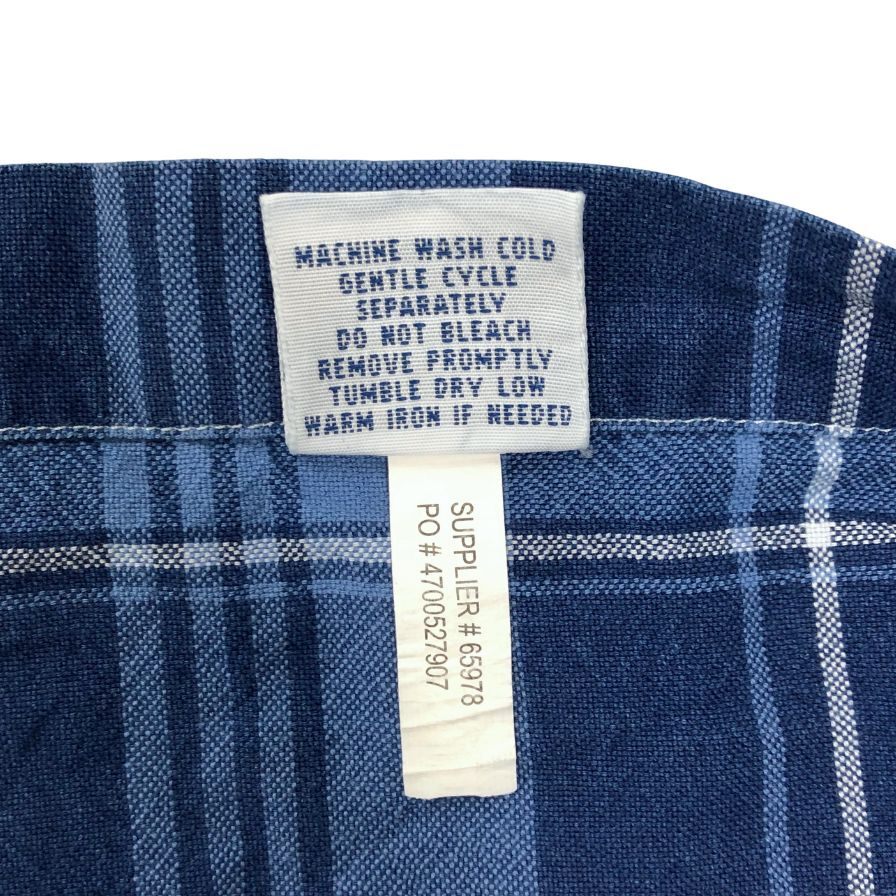 MACHINE WASH COLD
GENTLE CYCLE
SEPARATELY
DO NOT BLEACH
REMOVE PROMPTLY
TUMBLE DRY LOW
WARM IRON IF NEEDED
SUPPLIER # 65978
PO # 4700527907